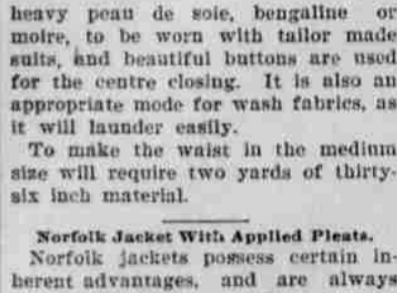 heavy peau de soie, bengaline or
moire, to be worn with tailor made
suits, and beautiful buttons are used
for the centre closing. It is also an
appropriate mode for wash fabrics, as
it will launder easily.
To make the waist in the medium
size will require two yards of thirty-
six inch material.
Norfolk Jacket With Applied Pleats.
Norfolk jackets possess certain in-
herent advantages, and are always